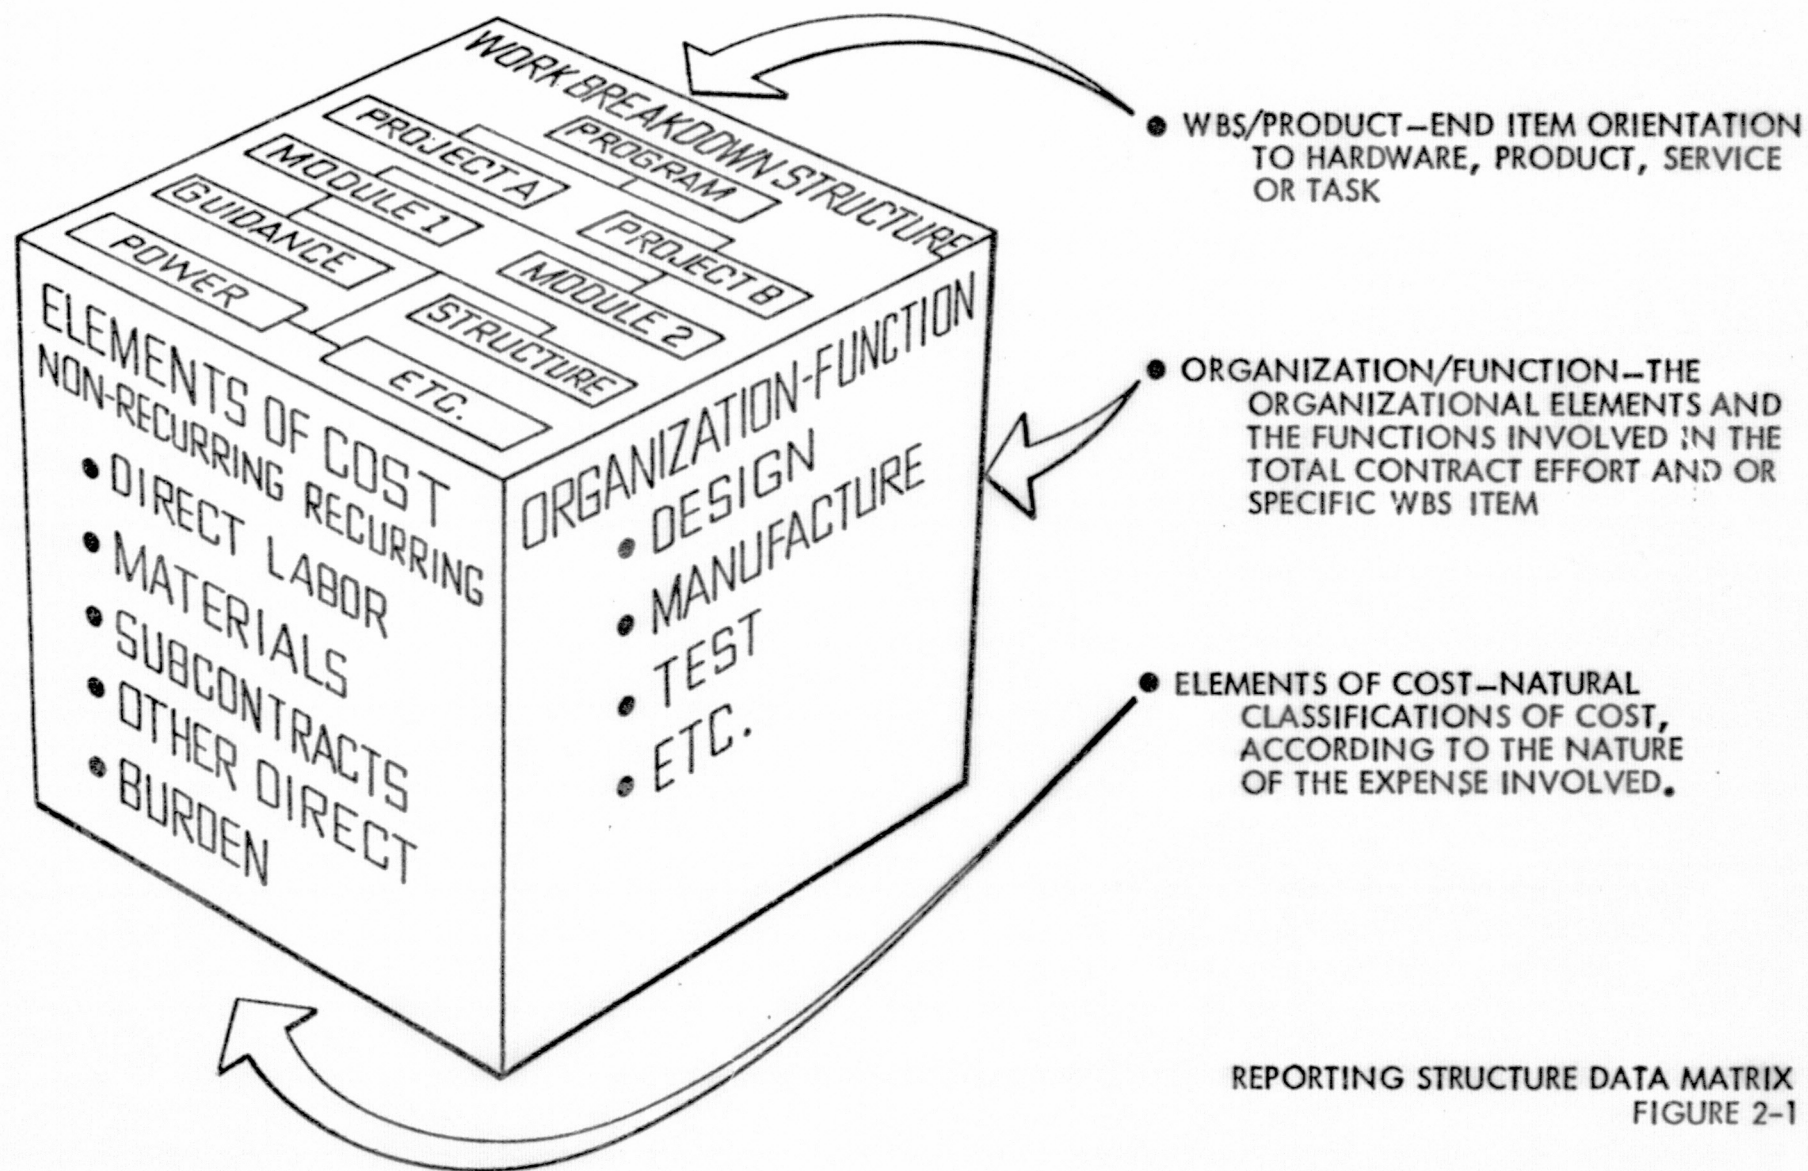 WORK BREAKDOWN STRUCTURE
PROGRAM
PROJECT A
PROJECT B
MODULE 1
MODULE 2
GUIDANCE
STRUCTURE
POWER
ETC.
ELEMENTS OF COST
NON-RECURRING RECURRING
• DIRECT LABOR
• MATERIALS
• SUBCONTRACTS
• OTHER DIRECT
• BURDEN
ORGANIZATION-FUNCTION
• DESIGN
• MANUFACTURE
• TEST
• ETC.
• WBS/PRODUCT—END ITEM ORIENTATION
TO HARDWARE, PRODUCT, SERVICE
OR TASK
• ORGANIZATION/FUNCTION—THE
ORGANIZATIONAL ELEMENTS AND
THE FUNCTIONS INVOLVED IN THE
TOTAL CONTRACT EFFORT AND OR
SPECIFIC WBS ITEM
• ELEMENTS OF COST—NATURAL
CLASSIFICATIONS OF COST,
ACCORDING TO THE NATURE
OF THE EXPENSE INVOLVED.
REPORTING STRUCTURE DATA MATRIX
FIGURE 2-1